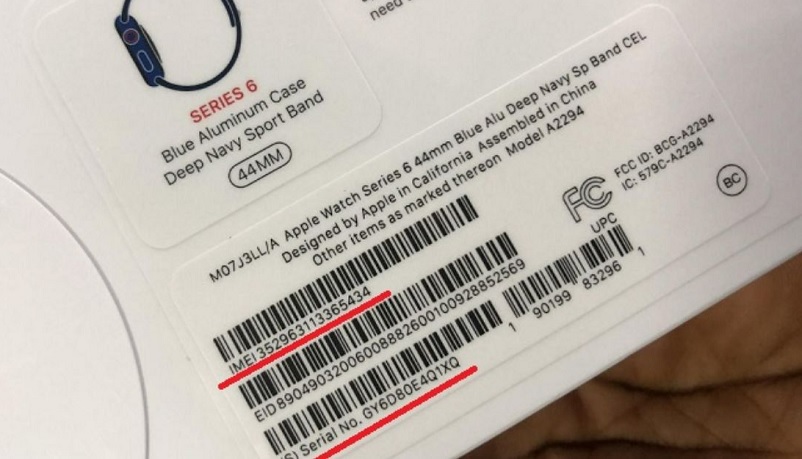 need
SERIES 6
Blue Aluminum Case
Deep Navy Sport Band
44MM
M07J3LL/A Apple Watch Series 6 44mm Blue Alu Deep Navy Sp Band CEL
Designed by Apple in California Assembled in China
Other items as marked thereon Model A2294
FCC ID: BCG-A2294
IC: 579C-A2294
FC
BC
IMEI 352963113365434
UPC
EID 89049032006008882600100928852569
1 90199 83296 1
(S) Serial No. GY6D80E4Q1XQ